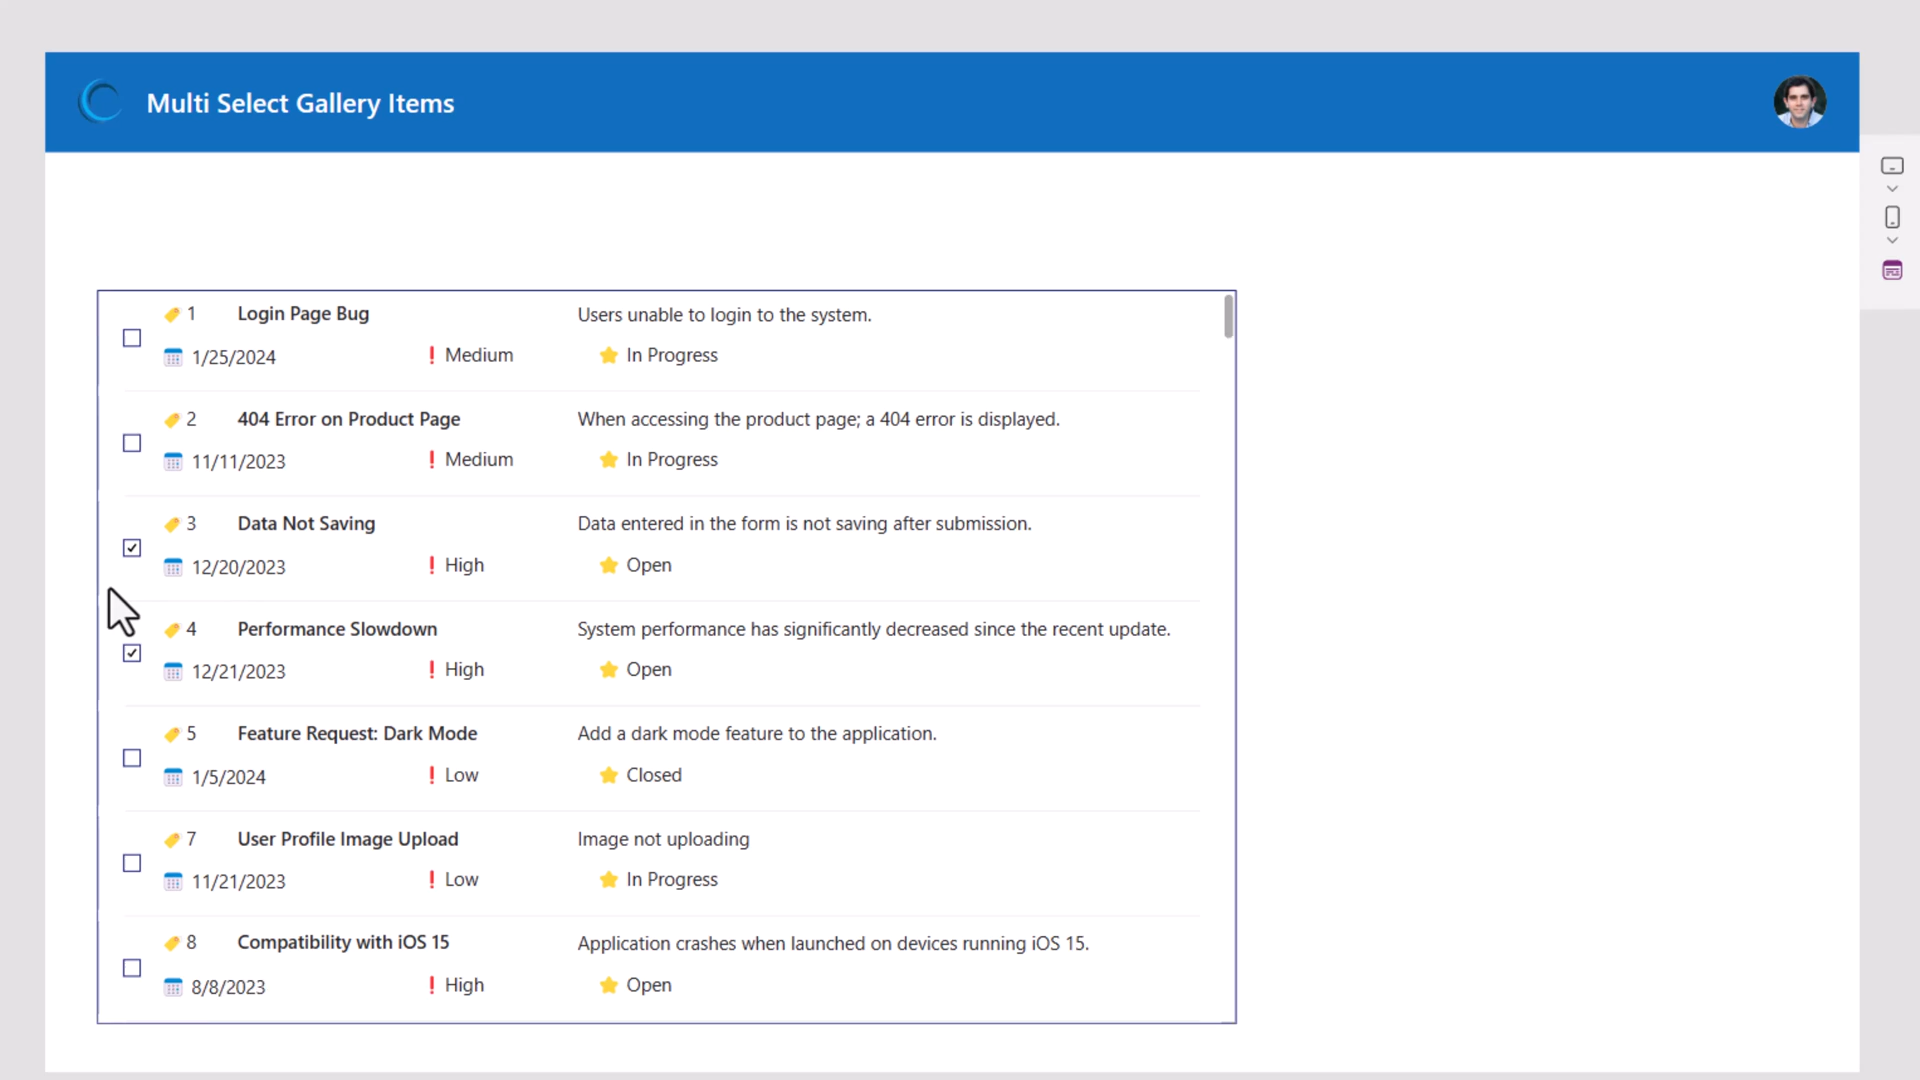 Multi Select Gallery Items
1 Login Page Bug Users unable to login to the system.
1/25/2024 Medium In Progress
2 404 Error on Product Page When accessing the product page; a 404 error is displayed.
11/11/2023 Medium In Progress
3 Data Not Saving Data entered in the form is not saving after submission.
12/20/2023 High Open
4 Performance Slowdown System performance has significantly decreased since the recent update.
12/21/2023 High Open
5 Feature Request: Dark Mode Add a dark mode feature to the application.
1/5/2024 Low Closed
7 User Profile Image Upload Image not uploading
11/21/2023 Low In Progress
8 Compatibility with iOS 15 Application crashes when launched on devices running iOS 15.
8/8/2023 High Open